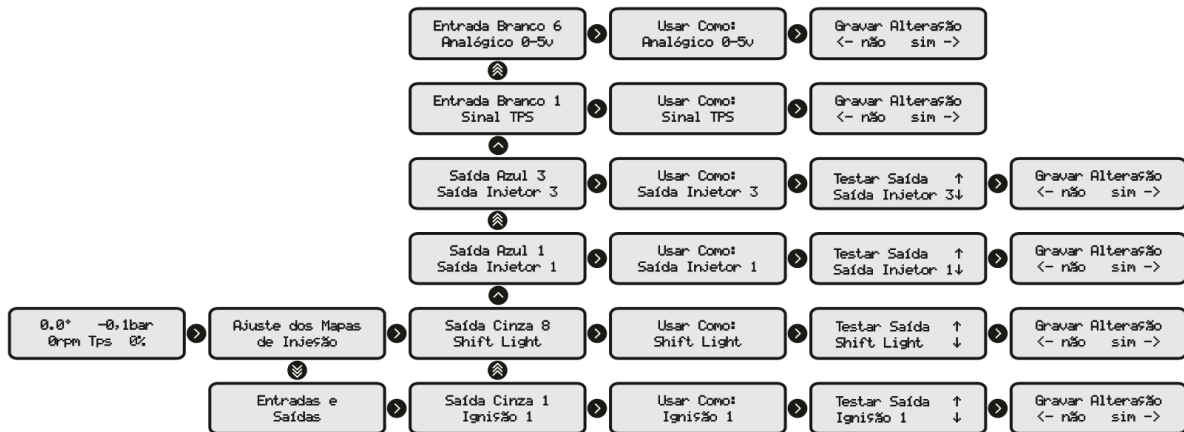 Entrada Branco 6
Analógico 0-5v
Usar Como:
Analógico 0-5v
Gravar Alteração
<- não sim ->
Entrada Branco 1
Sinal TPS
Usar Como:
Sinal TPS
Gravar Alteração
<- não sim ->
Saída Azul 3
Saída Injetor 3
Usar Como:
Saída Injetor 3
Testar Saída ↑
Saída Injetor 3↓
Gravar Alteração
<- não sim ->
Saída Azul 1
Saída Injetor 1
Usar Como:
Saída Injetor 1
Testar Saída ↑
Saída Injetor 1↓
Gravar Alteração
<- não sim ->
0.0° -0,1bar
0rpm Tps 0%
Ajuste dos Mapas
de Injeção
Saída Cinza 8
Shift Light
Usar Como:
Shift Light
Testar Saída ↑
Shift Light ↓
Gravar Alteração
<- não sim ->
Entradas e
Saídas
Saída Cinza 1
Ignição 1
Usar Como:
Ignição 1
Testar Saída ↑
Ignição 1 ↓
Gravar Alteração
<- não sim ->